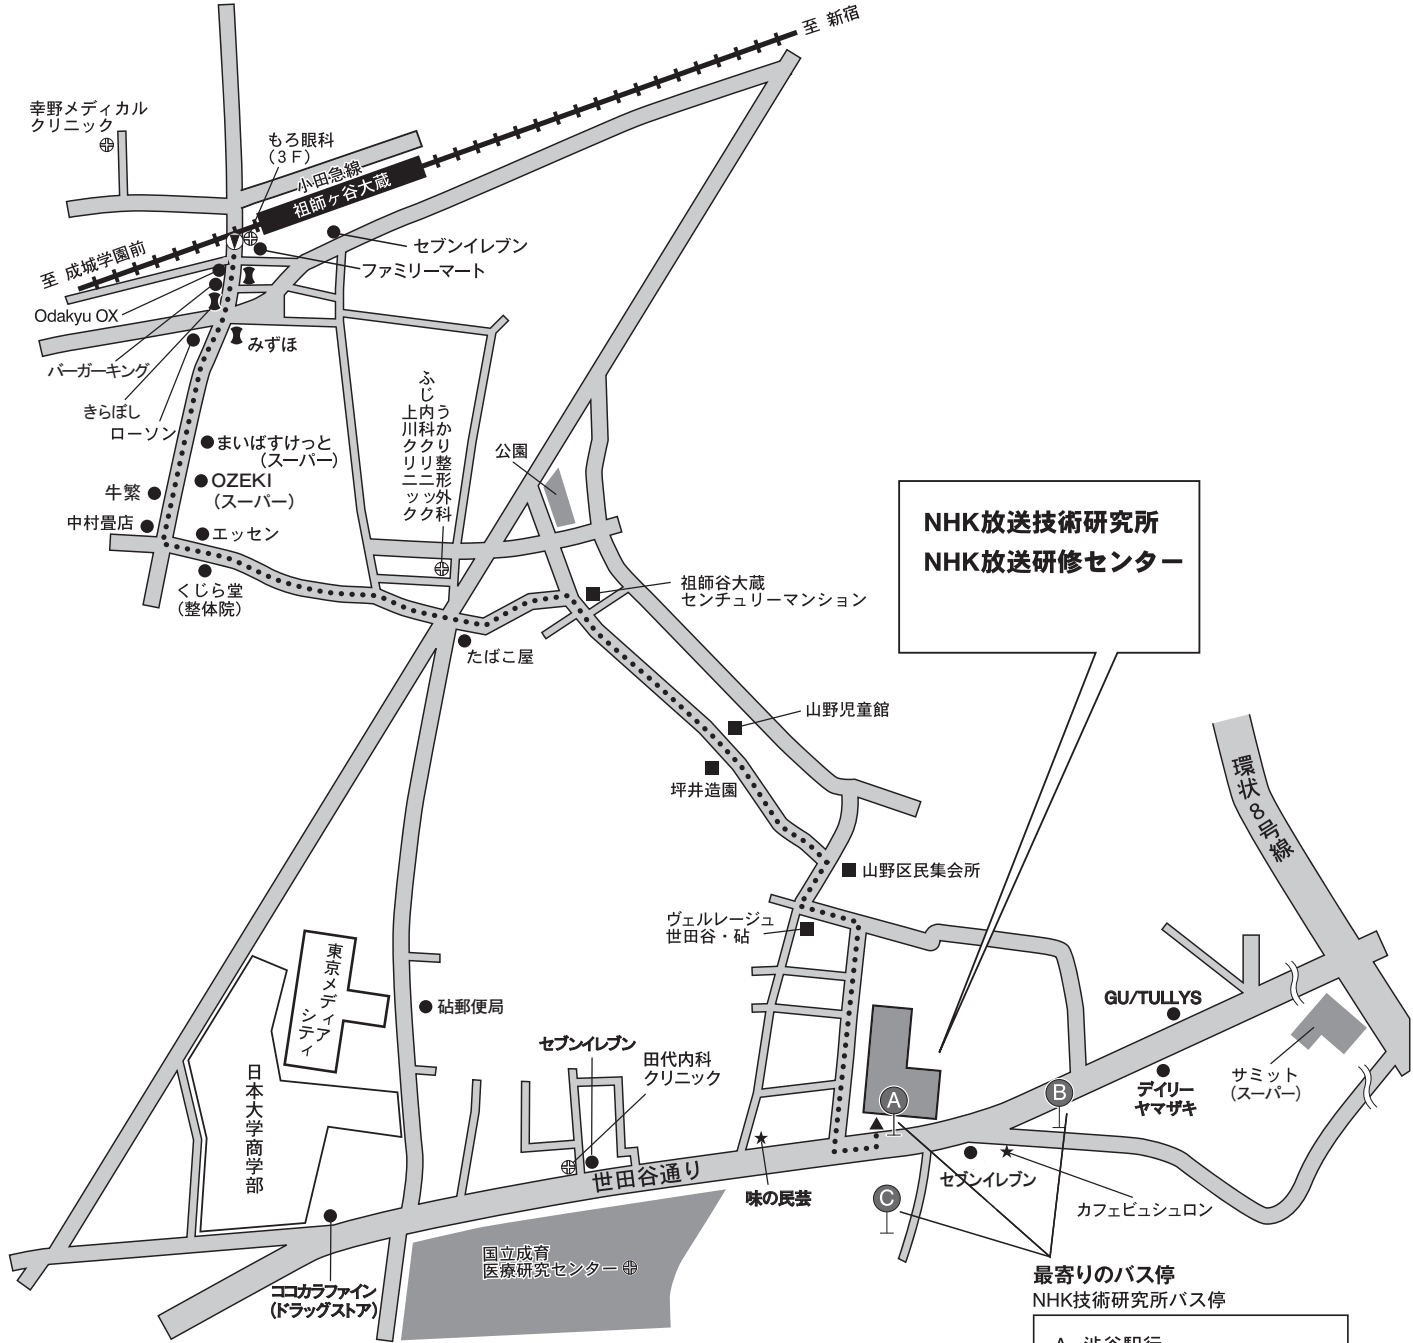 至 新宿
幸野メディカル
クリニック
もろ眼科
(3F)
小田急線
祖師ヶ谷大蔵
至 成城学園前
セブンイレブン
ファミリーマート
Odakyu OX
みずほ
バーガーキング
きらぼし
ローソン
まいばすけっと
(スーパー)
OZEKI
(スーパー)
牛繁
中村畳店
エッセン
くじら堂
(整体院)
うかり整形外科
ふじ内科クリニック
上川クリニック
公園
NHK放送技術研究所
NHK放送研修センター
祖師谷大蔵
センチュリーマンション
たばこ屋
山野児童館
坪井造園
環状8号線
山野区民集会所
ヴェルレージュ
世田谷・砧
東京メディア
シティ
砧郵便局
GU/TULLYS
セブンイレブン
田代内科
クリニック
日本大学商学部
サミット
(スーパー)
デイリー
ヤマザキ
A
B
世田谷通り
味の民芸
セブンイレブン
C
カフェビュシュロン
国立成育
医療研究センター
ココカラファイン
(ドラッグストア)
最寄りのバス停
NHK技術研究所バス停
A 渋谷駅行